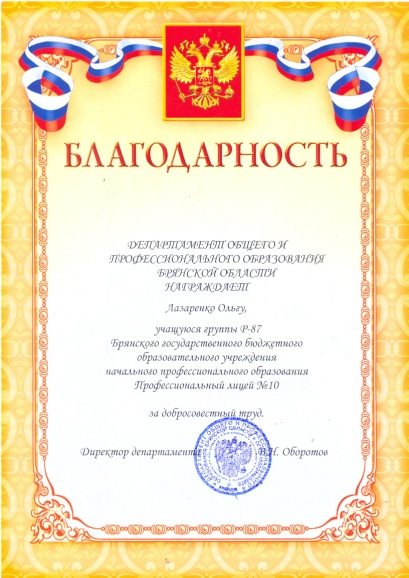 БЛАГОДАРНОСТЬ
ДЕПАРТАМЕНТ ОБЩЕГО И
ПРОФЕССИОНАЛЬНОГО ОБРАЗОВАНИЯ
БРЯНСКОЙ ОБЛАСТИ
НАГРАЖДАЕТ
Лазаренко Ольгу,
учащуюся группы Р-87
Брянского государственного бюджетного
образовательного учреждения
начального профессионального образования
Профессиональный лицей №10
за добросовестный труд.
Директор департамента В.Н. Оборотов